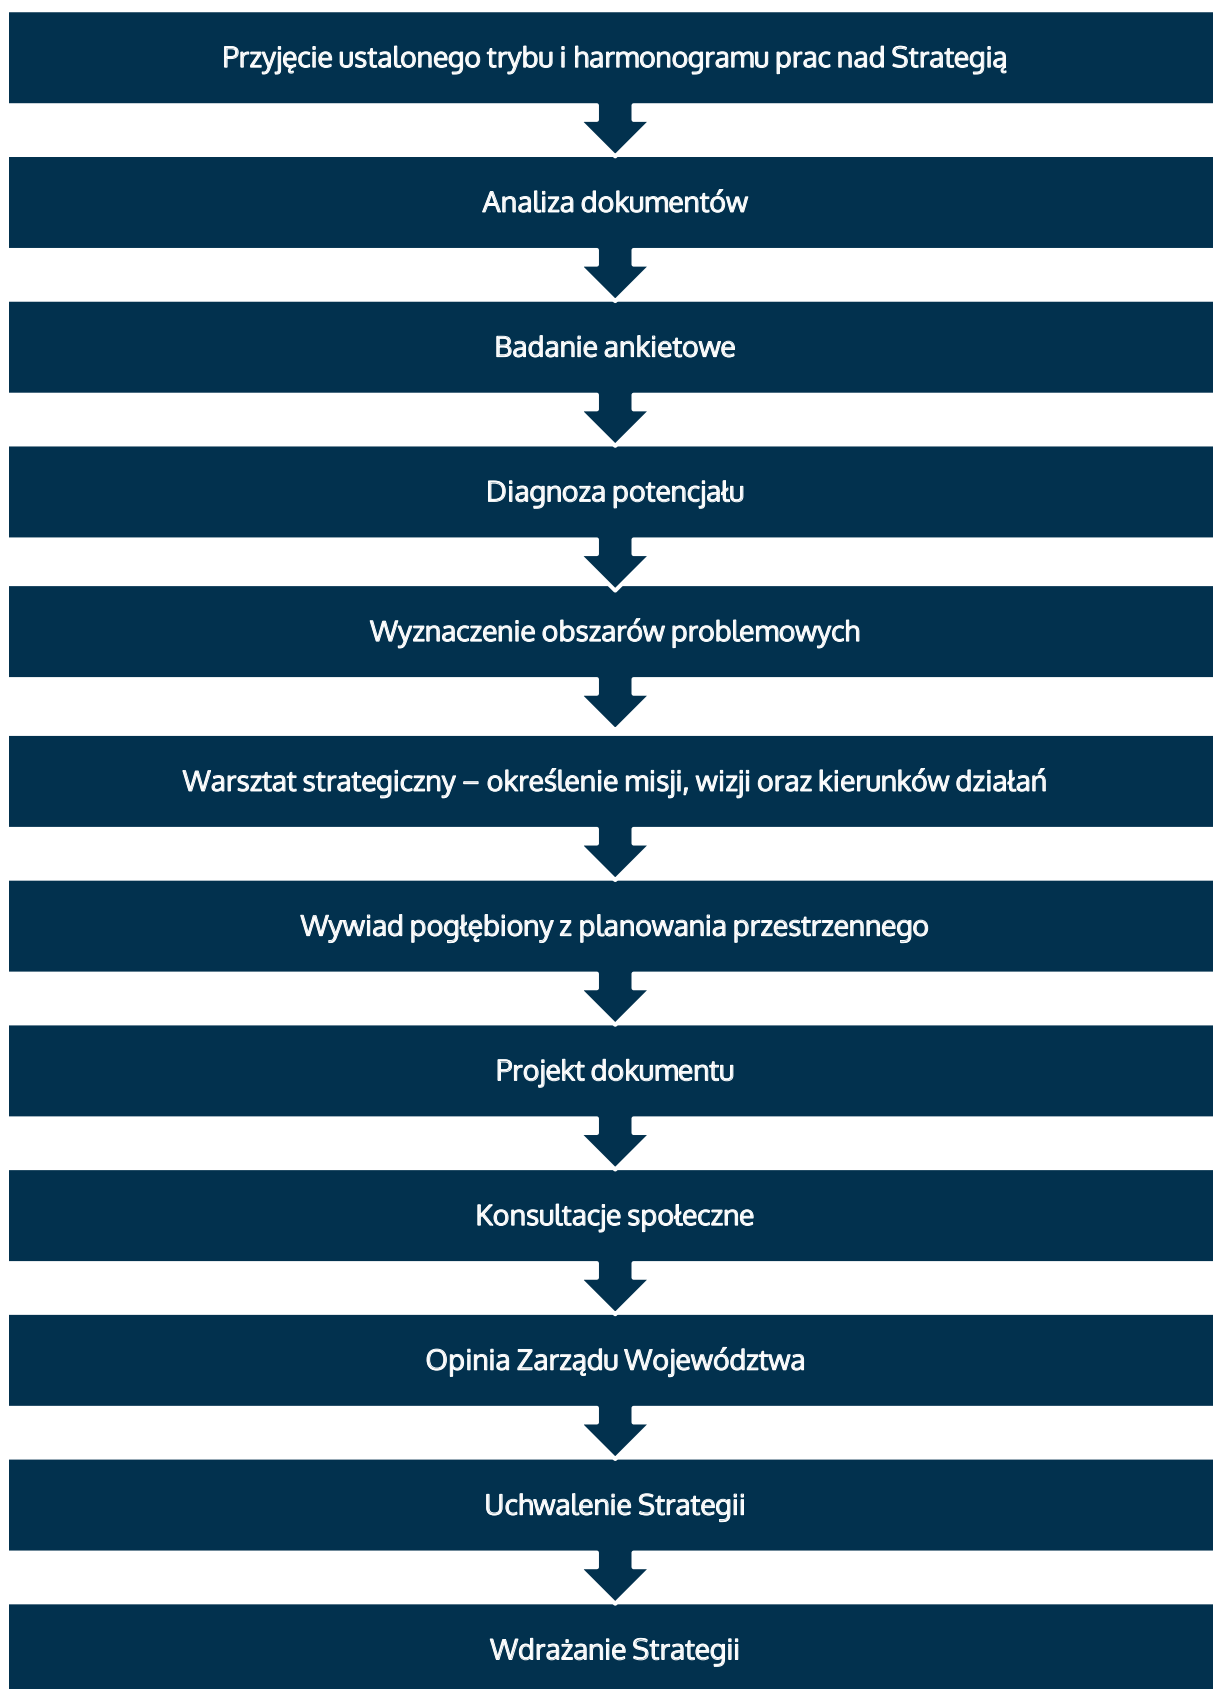 Przyjęcie ustalonego trybu i harmonogramu prac nad Strategią
Analiza dokumentów
Badanie ankietowe
Diagnoza potencjału
Wyznaczenie obszarów problemowych
Warsztat strategiczny – określenie misji, wizji oraz kierunków działań
Wywiad pogłębiony z planowania przestrzennego
Projekt dokumentu
Konsultacje społeczne
Opinia Zarządu Województwa
Uchwalenie Strategii
Wdrażanie Strategii